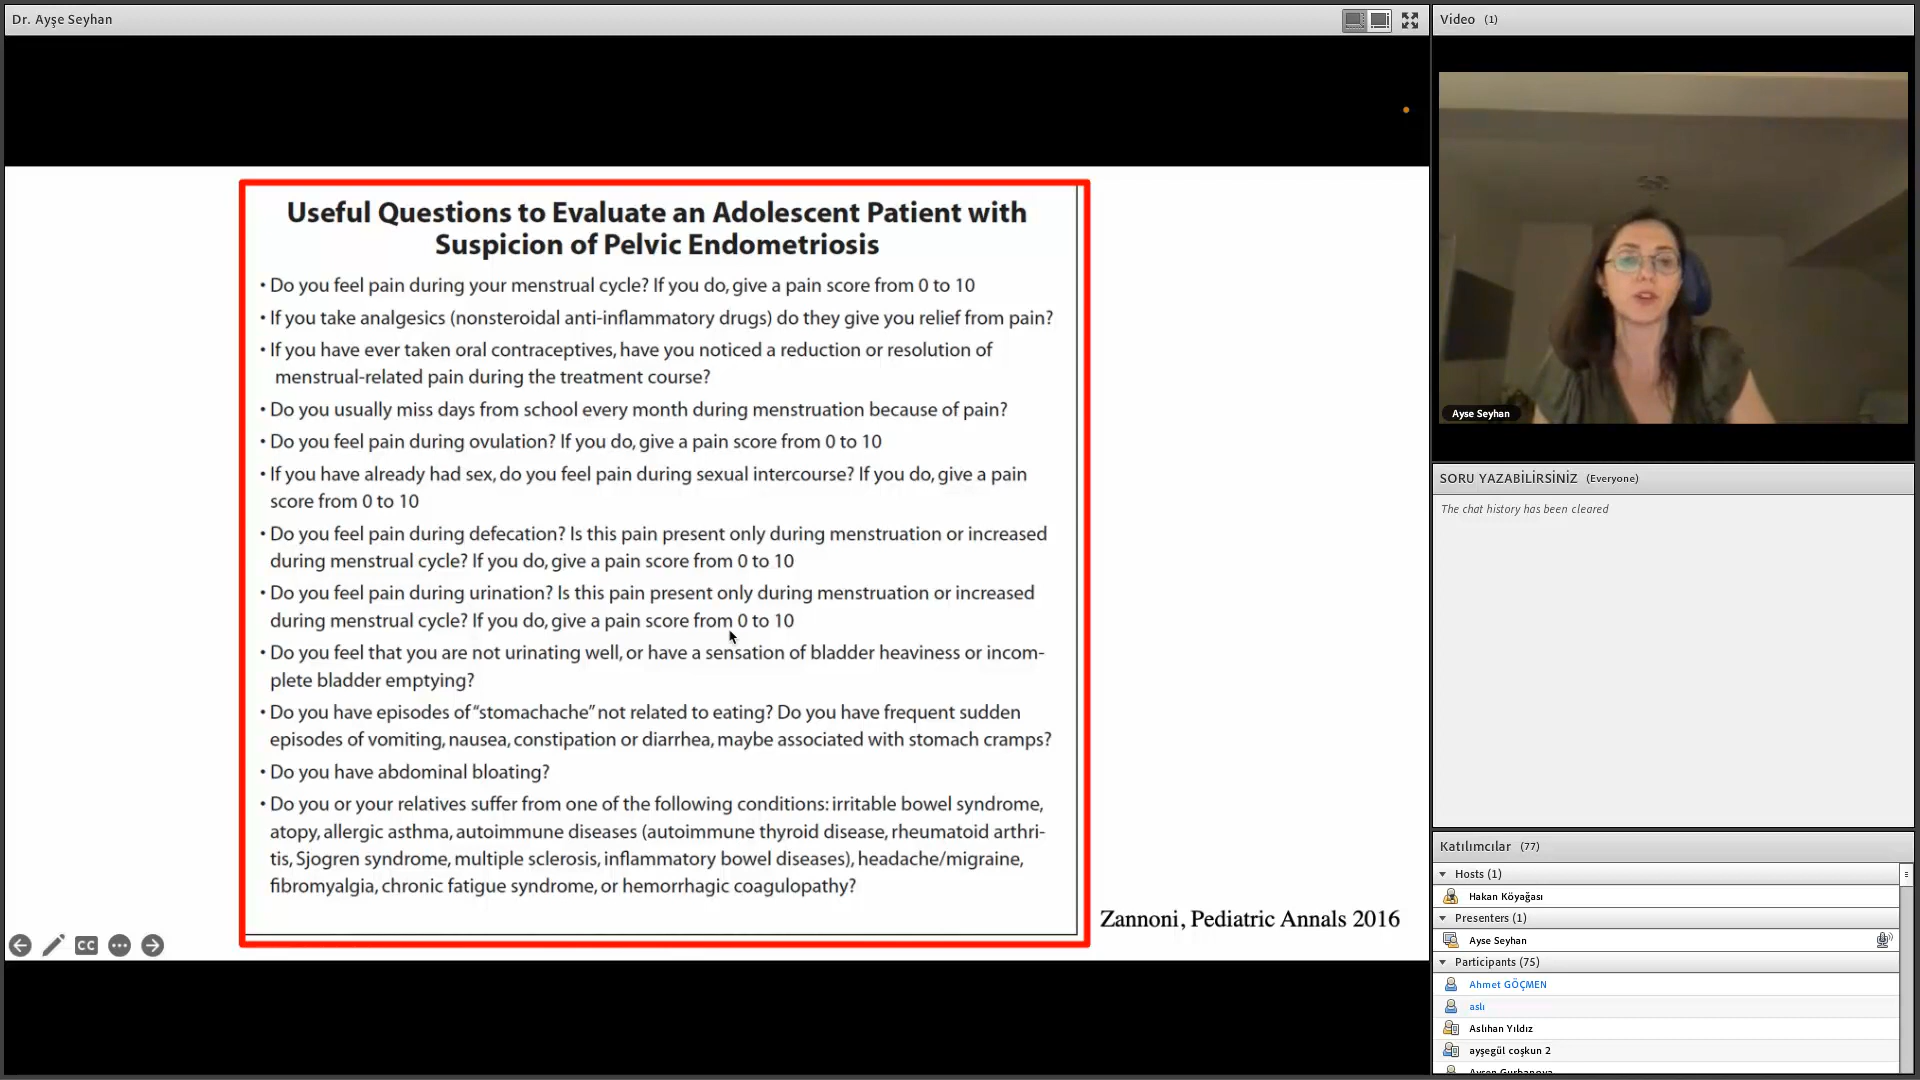 Dr. Ayşe Seyhan
Useful Questions to Evaluate an Adolescent Patient with
Suspicion of Pelvic Endometriosis
• Do you feel pain during your menstrual cycle? If you do, give a pain score from 0 to 10
• If you take analgesics (nonsteroidal anti-inflammatory drugs) do they give you relief from pain?
• If you have ever taken oral contraceptives, have you noticed a reduction or resolution of
menstrual-related pain during the treatment course?
• Do you usually miss days from school every month during menstruation because of pain?
• Do you feel pain during ovulation? If you do, give a pain score from 0 to 10
• If you have already had sex, do you feel pain during sexual intercourse? If you do, give a pain
score from 0 to 10
• Do you feel pain during defecation? Is this pain present only during menstruation or increased
during menstrual cycle? If you do, give a pain score from 0 to 10
• Do you feel pain during urination? Is this pain present only during menstruation or increased
during menstrual cycle? If you do, give a pain score from 0 to 10
• Do you feel that you are not urinating well, or have a sensation of bladder heaviness or incom-
plete bladder emptying?
• Do you have episodes of “stomachache” not related to eating? Do you have frequent sudden
episodes of vomiting, nausea, constipation or diarrhea, maybe associated with stomach cramps?
• Do you have abdominal bloating?
• Do you or your relatives suffer from one of the following conditions: irritable bowel syndrome,
atopy, allergic asthma, autoimmune diseases (autoimmune thyroid disease, rheumatoid arthri-
tis, Sjogren syndrome, multiple sclerosis, inflammatory bowel diseases), headache/migraine,
fibromyalgia, chronic fatigue syndrome, or hemorrhagic coagulopathy?
Zannoni, Pediatric Annals 2016
CC
Video (1)
Ayse Seyhan
SORU YAZABİLİRSİNİZ (Everyone)
The chat history has been cleared
Katılımcılar (77)
Hosts (1)
Hakan Köyağası
Presenters (1)
Ayse Seyhan
Participants (75)
Ahmet GÖÇMEN
aslı
Aslıhan Yıldız
ayşegül coşkun 2